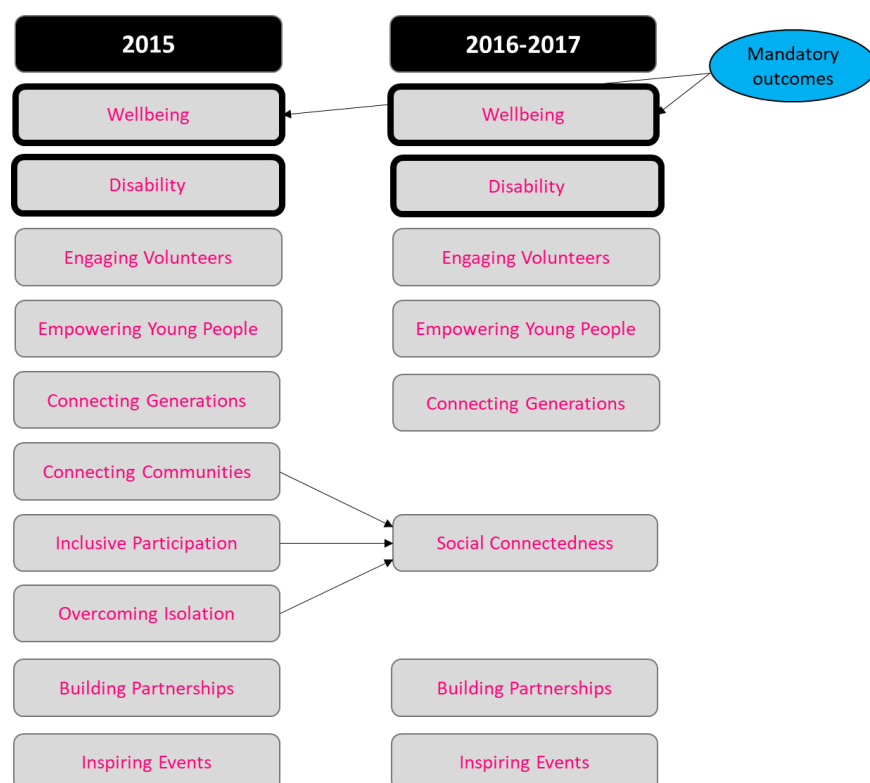 2015
2016-2017
Mandatory
outcomes
Wellbeing
Wellbeing
Disability
Disability
Engaging Volunteers
Engaging Volunteers
Empowering Young People
Empowering Young People
Connecting Generations
Connecting Generations
Connecting Communities
Inclusive Participation
Social Connectedness
Overcoming Isolation
Building Partnerships
Building Partnerships
Inspiring Events
Inspiring Events